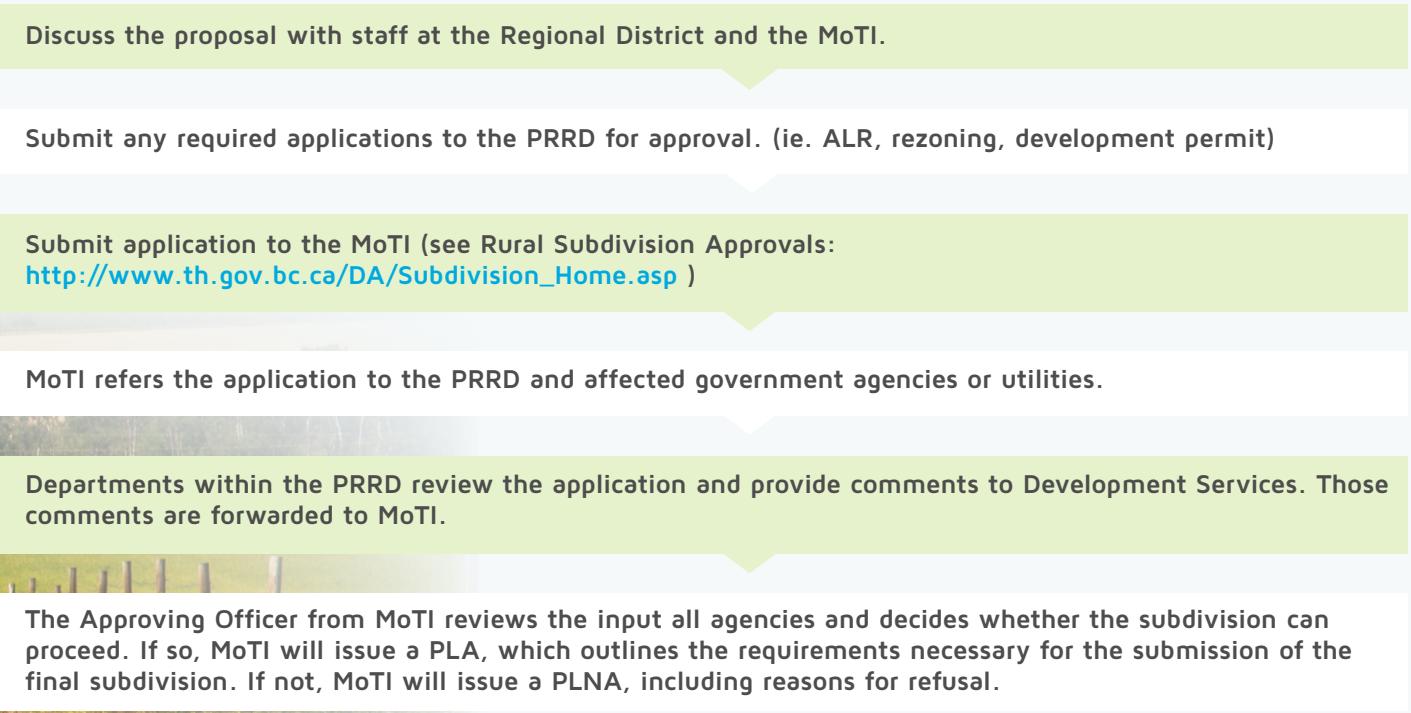 Discuss the proposal with staff at the Regional District and the MoTI.
Submit any required applications to the PRRD for approval. (ie. ALR, rezoning, development permit)
Submit application to the MoTI (see Rural Subdivision Approvals:
http://www.th.gov.bc.ca/DA/Subdivision_Home.asp )
MoTI refers the application to the PRRD and affected government agencies or utilities.
Departments within the PRRD review the application and provide comments to Development Services. Those
comments are forwarded to MoTI.
The Approving Officer from MoTI reviews the input all agencies and decides whether the subdivision can
proceed. If so, MoTI will issue a PLA, which outlines the requirements necessary for the submission of the
final subdivision. If not, MoTI will issue a PLNA, including reasons for refusal.